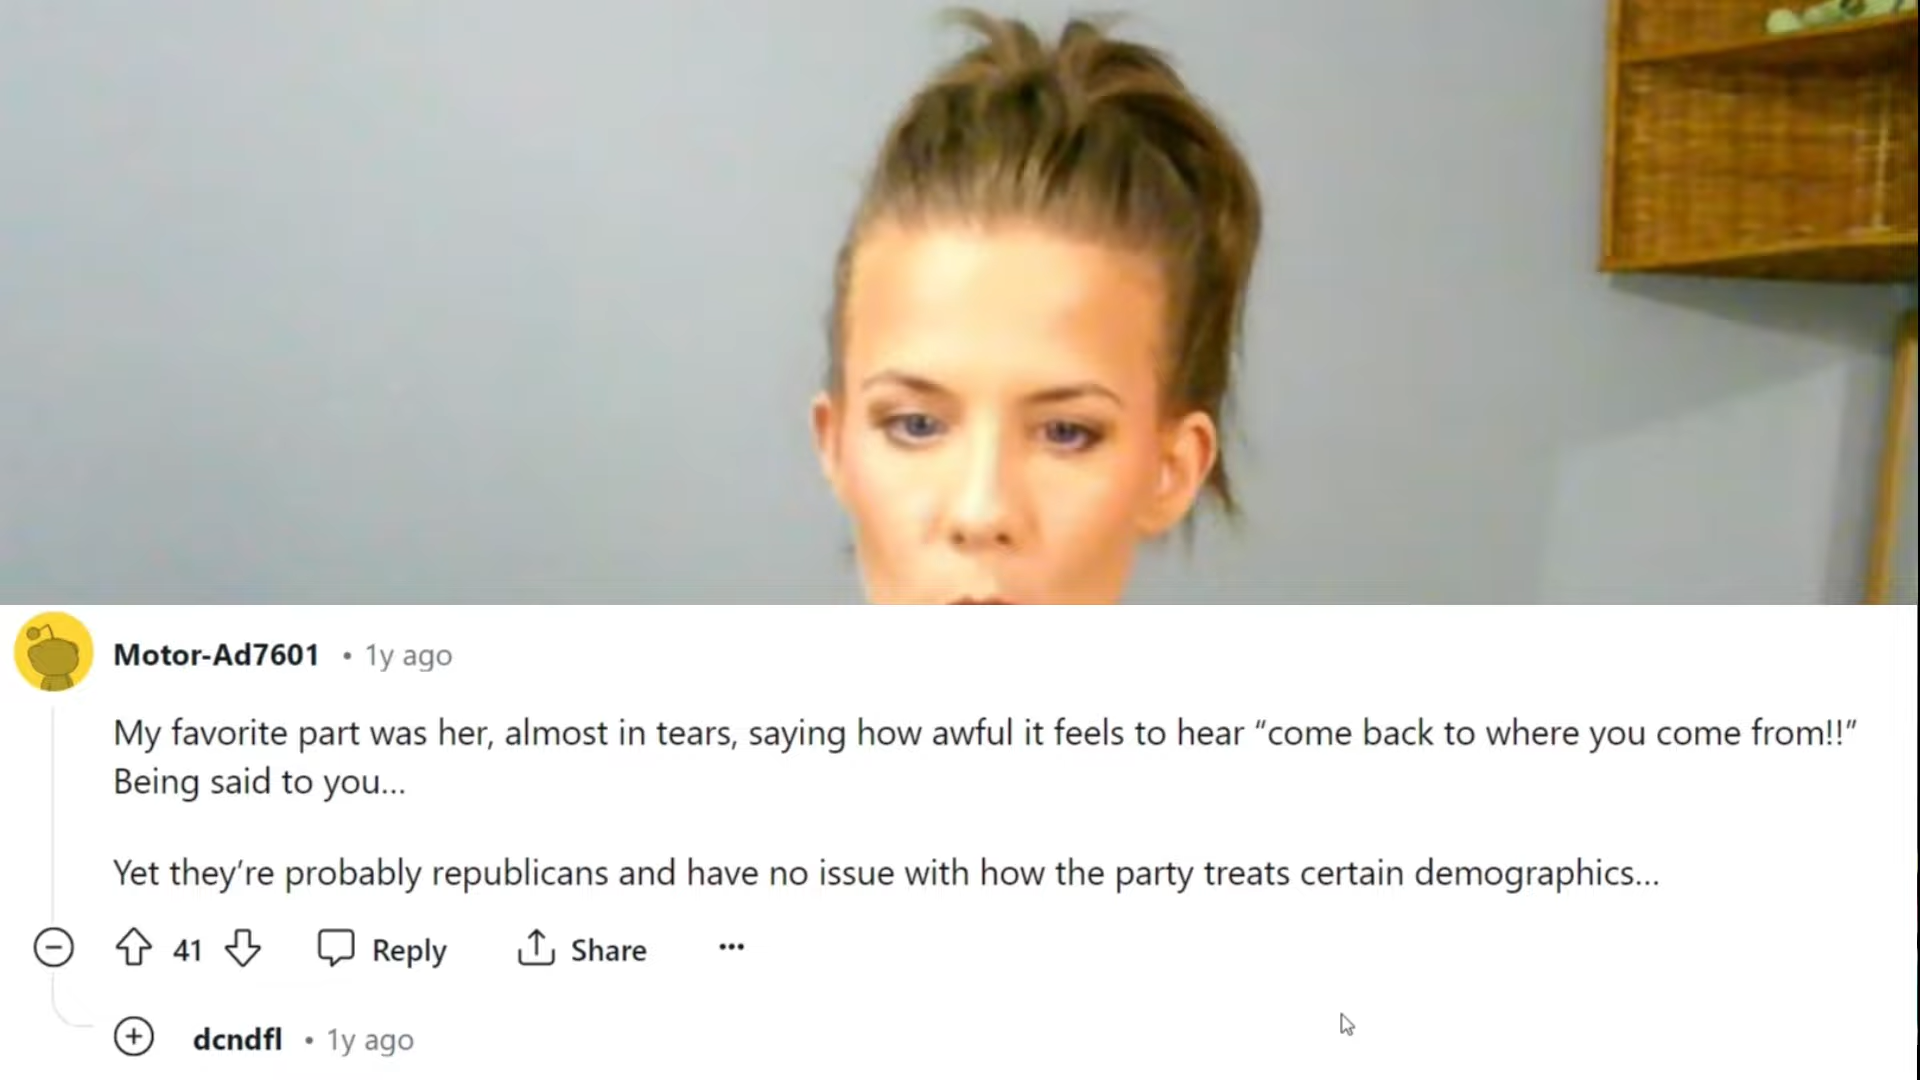 Motor-Ad7601 • 1y ago
My favorite part was her, almost in tears, saying how awful it feels to hear “come back to where you come from!!”
Being said to you...
Yet they’re probably republicans and have no issue with how the party treats certain demographics...
41 Reply Share ...
dcndfl • 1y ago